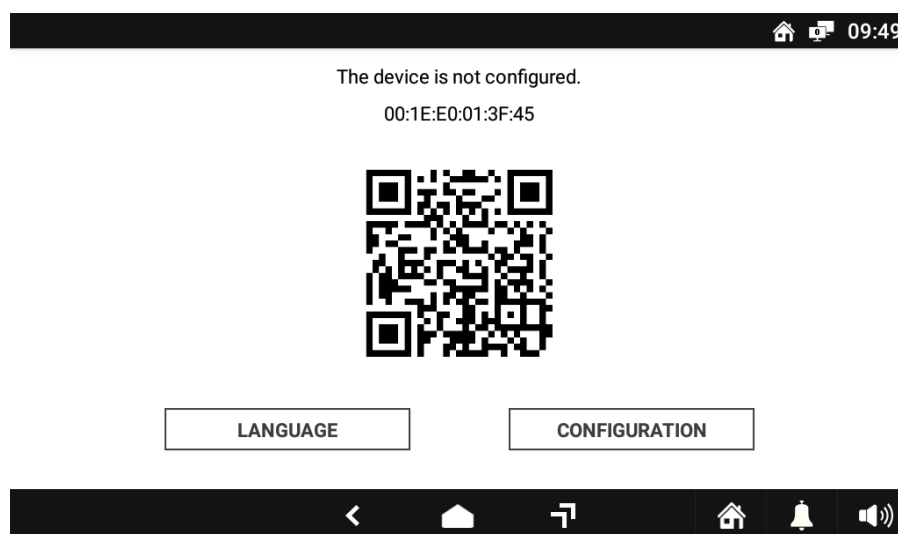 09:49
The device is not configured.
00:1E:E0:01:3F:45
LANGUAGE
CONFIGURATION